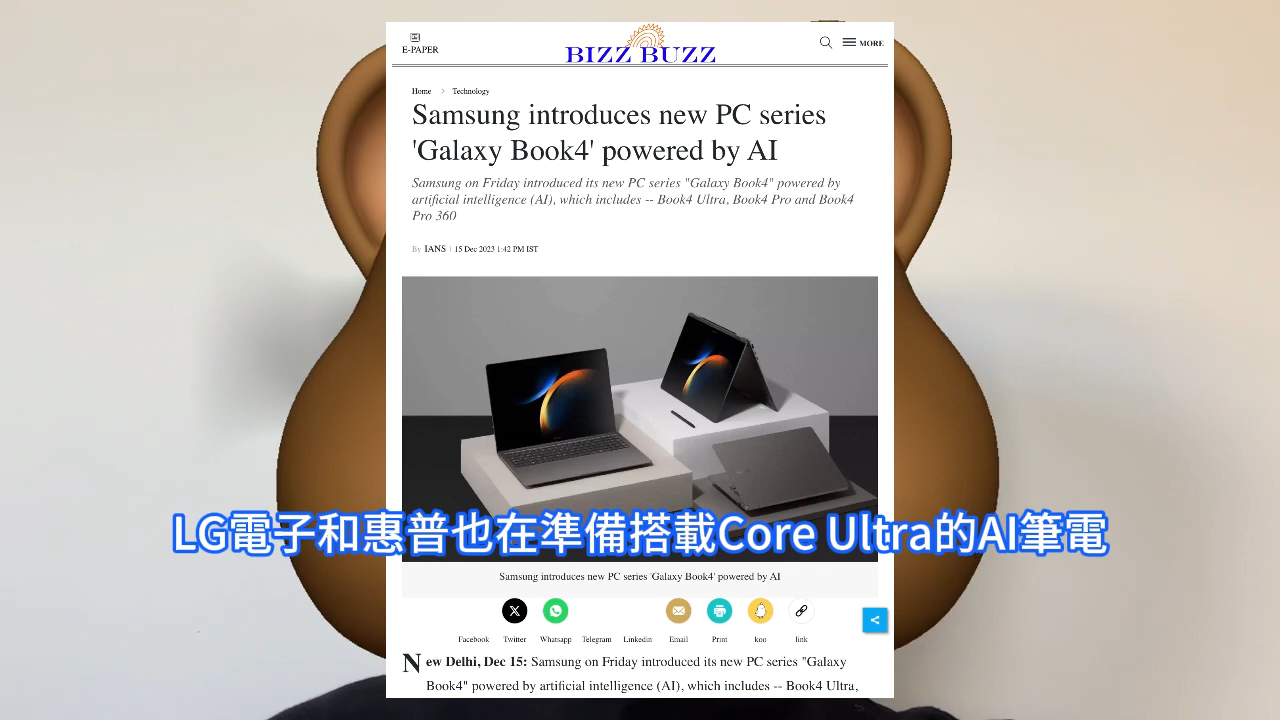 E-PAPER
BIZZ BUZZ
MORE
Home > Technology
Samsung introduces new PC series
'Galaxy Book4' powered by AI
Samsung on Friday introduced its new PC series "Galaxy Book4" powered by
artificial intelligence (AI), which includes -- Book4 Ultra, Book4 Pro and Book4
Pro 360
By IANS | 15 Dec 2023 1:42 PM IST
LG電子和惠普也在準備搭載Core Ultra的AI筆電
Samsung introduces new PC series 'Galaxy Book4' powered by AI
Facebook Twitter Whatsapp Telegram Linkedin Email Print koo link
New Delhi, Dec 15: Samsung on Friday introduced its new PC series "Galaxy
Book4" powered by artificial intelligence (AI), which includes -- Book4 Ultra,